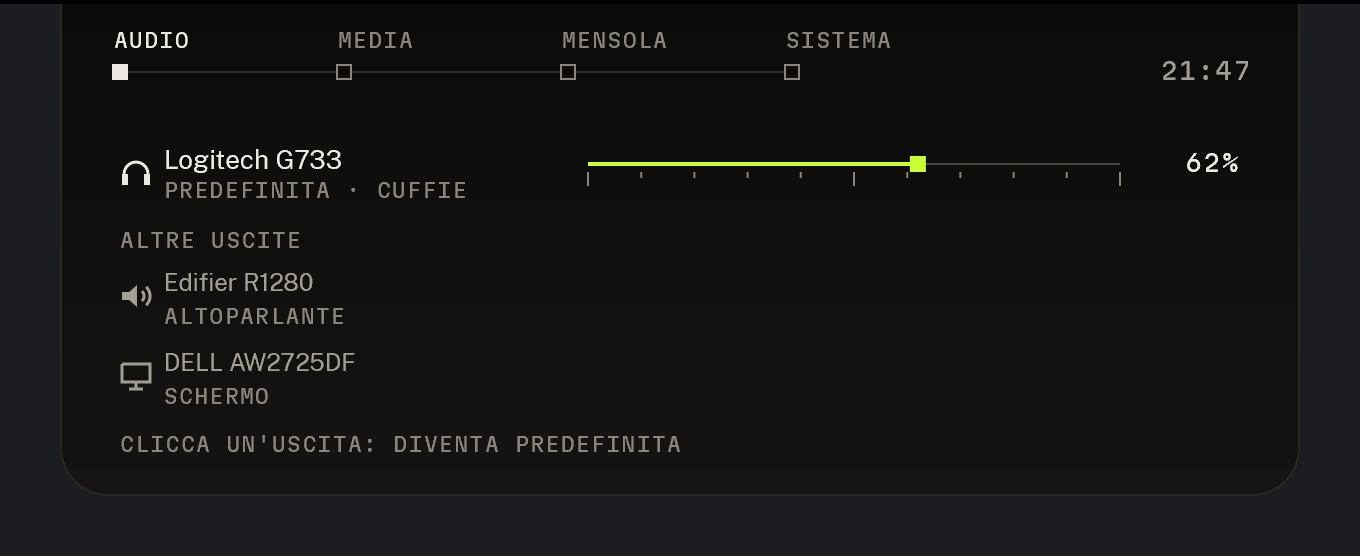 AUDIO MEDIA MENSOLA SISTEMA
21:47
Logitech G733
PREDEFINITA · CUFFIE
62%
ALTRE USCITE
Edifier R1280
ALTOPARLANTE
DELL AW2725DF
SCHERMO
CLICCA UN'USCITA: DIVENTA PREDEFINITA